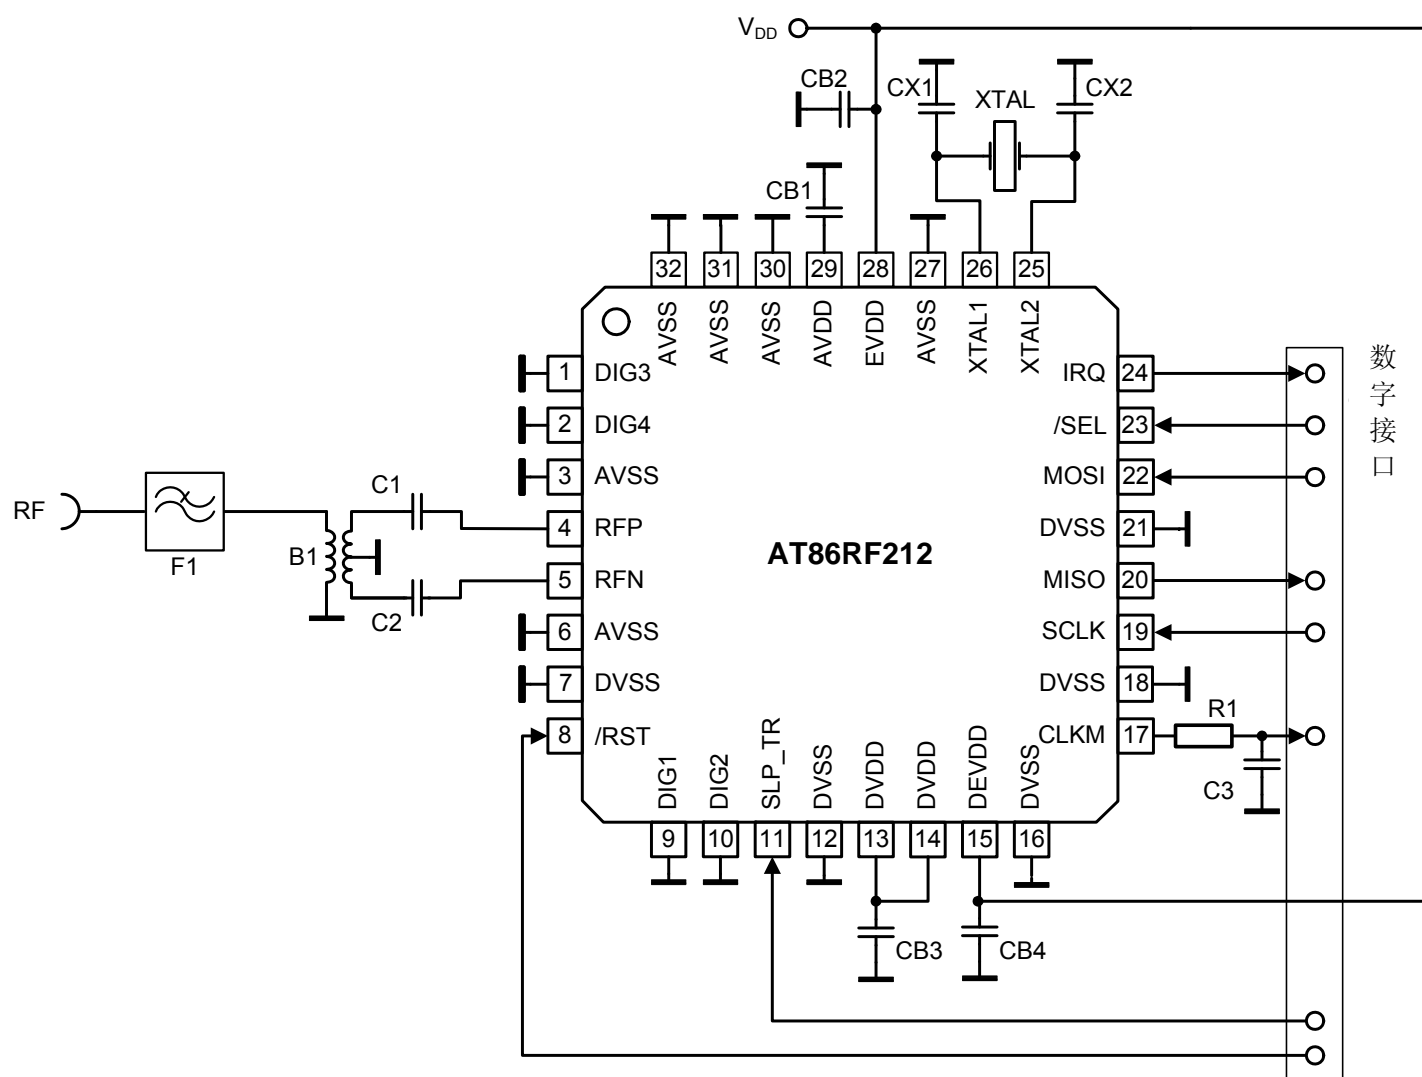 VDD
CB2
CX1
XTAL
CX2
CB1
32
31
30
29
28
27
26
25
AVSS
AVSS
AVSS
AVDD
EVDD
AVSS
XTAL1
XTAL2
1
DIG3
IRQ
24
2
DIG4
/SEL
23
3
AVSS
MOSI
22
4
RFP
DVSS
21
5
RFN
MISO
20
6
AVSS
SCLK
19
7
DVSS
DVSS
18
8
/RST
CLKM
17
数字接口
RF
F1
B1
C1
C2
AT86RF212
R1
C3
DIG1
DIG2
SLP_TR
DVSS
DVDD
DVDD
DEVDD
DVSS
9
10
11
12
13
14
15
16
CB3
CB4